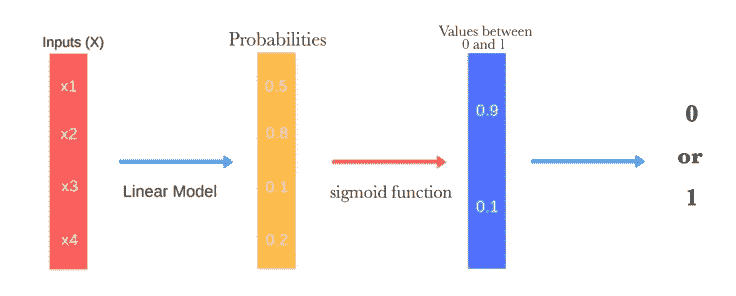 Inputs (X)
x1
x2
x3
x4
Linear Model
Probabilities
0.5
0.8
0.1
0.2
sigmoid function
Values between
0 and 1
0.9
0.1
0
or
1